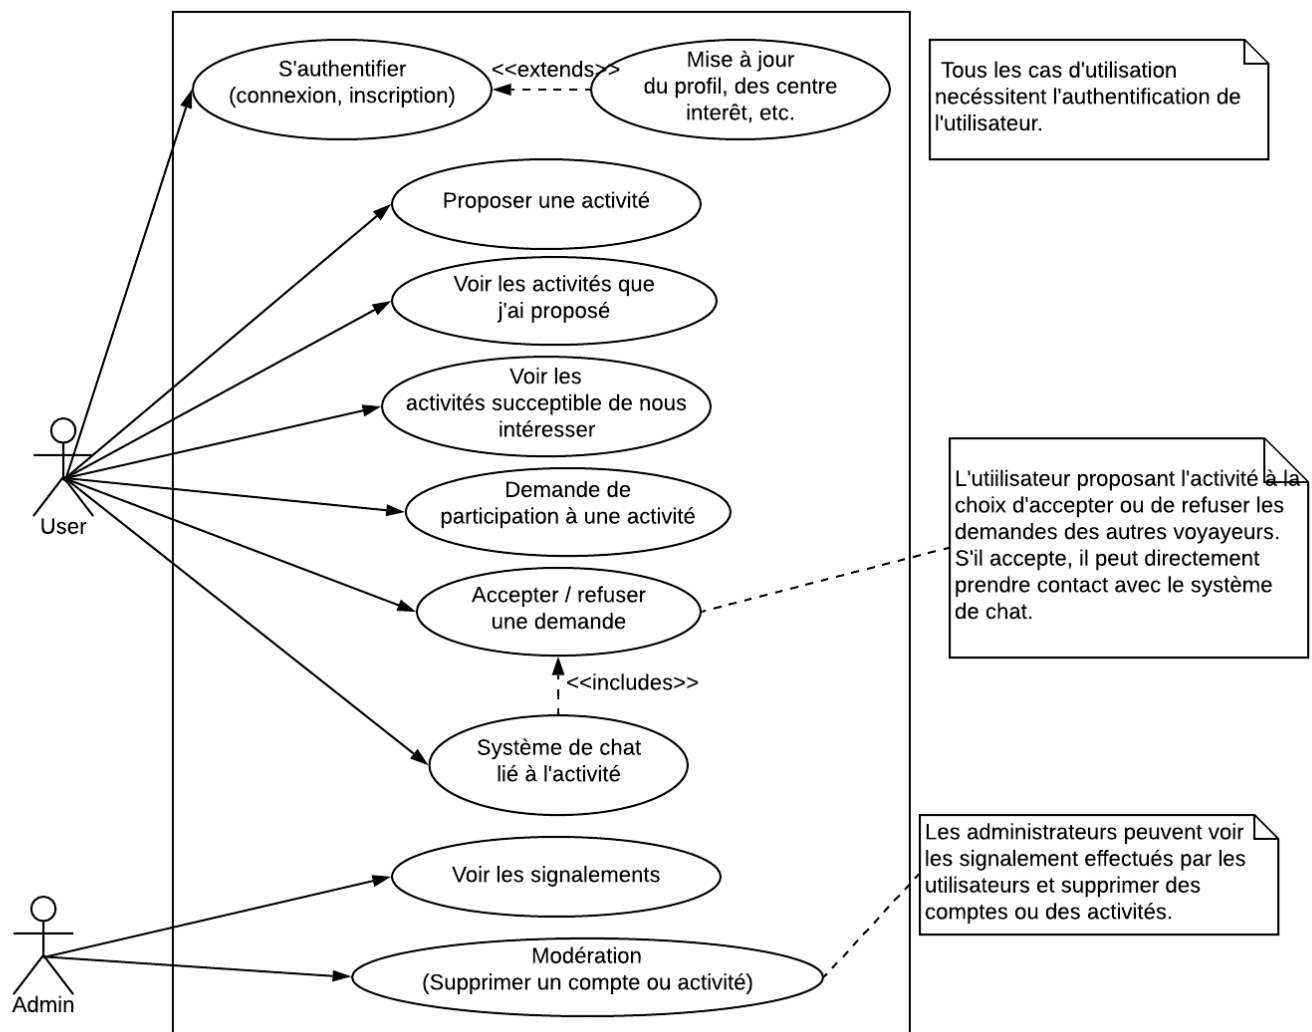 S'authentifier
(connexion, inscription)
<<extends>>
Mise à jour
du profil, des centre
interêt, etc.
Tous les cas d'utilisation
necéssitent l'authentification de
l'utilisateur.
Proposer une activité
Voir les activités que
j'ai proposé
Voir les
activités succeptible de nous
intéresser
User
Demande de
participation à une activité
L'utiilisateur proposant l'activité à la
choix d'accepter ou de refuser les
demandes des autres voyayeurs.
S'il accepte, il peut directement
prendre contact avec le système
de chat.
Accepter / refuser
une demande
<<includes>>
Système de chat
lié à l'activité
Les administrateurs peuvent voir
les signalement effectués par les
utilisateurs et supprimer des
comptes ou des activités.
Voir les signalements
Admin
Modération
(Supprimer un compte ou activité)